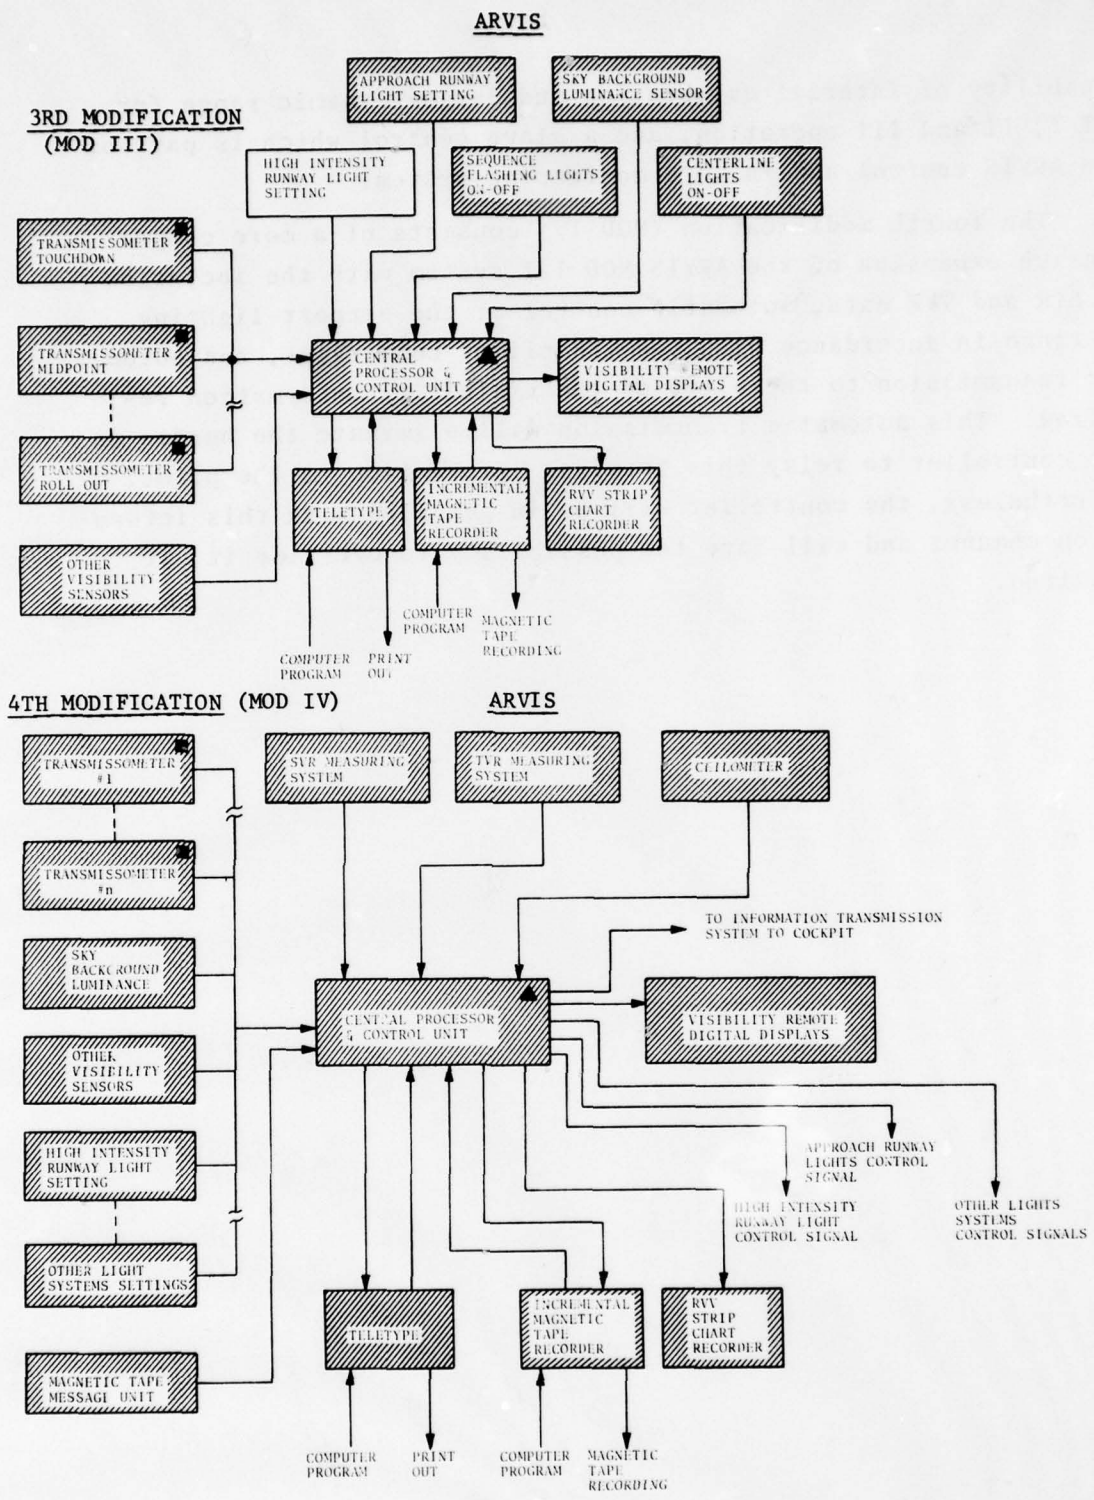 ARVIS
APPROACH RUNWAY
LIGHT SETTING
SKY BACKGROUND
LUMINANCE SENSOR
3RD MODIFICATION
(MOD III)
HIGH INTENSITY
RUNWAY LIGHT
SETTING
SEQUENCE
FLASHING LIGHTS
ON-OFF
CENTERLINE
LIGHTS
ON-OFF
TRANSMISSOMETER
TOUCHDOWN
TRANSMISSOMETER
MIDPOINT
CENTRAL
PROCESSOR &
CONTROL UNIT
VISIBILITY REMOTE
DIGITAL DISPLAYS
TRANSMISSOMETER
ROLL OUT
TELETYPE
INCREMENTAL
MAGNETIC
TAPE
RECORDER
RVV STRIP
CHART
RECORDER
OTHER
VISIBILITY
SENSORS
COMPUTER
PROGRAM
PRINT
OUT
COMPUTER
PROGRAM
MAGNETIC
TAPE
RECORDING
4TH MODIFICATION (MOD IV)
ARVIS
TRANSMISSOMETER
#1
SVR MEASURING
SYSTEM
TVR MEASURING
SYSTEM
CEILOMETER
TRANSMISSOMETER
#n
TO INFORMATION TRANSMISSION
SYSTEM TO COCKPIT
SKY
BACKGROUND
LUMINANCE
CENTRAL PROCESSOR
& CONTROL UNIT
VISIBILITY REMOTE
DIGITAL DISPLAYS
OTHER
VISIBILITY
SENSORS
HIGH INTENSITY
RUNWAY LIGHT
SETTING
APPROACH RUNWAY
LIGHTS CONTROL
SIGNAL
HIGH INTENSITY
RUNWAY LIGHT
CONTROL SIGNAL
OTHER LIGHTS
SYSTEMS
CONTROL SIGNALS
OTHER LIGHT
SYSTEMS SETTINGS
TELETYPE
INCREMENTAL
MAGNETIC
TAPE
RECORDER
RVV
STRIP
CHART
RECORDER
MAGNETIC TAPE
MESSAGE UNIT
COMPUTER
PROGRAM
PRINT
OUT
COMPUTER
PROGRAM
MAGNETIC
TAPE
RECORDING